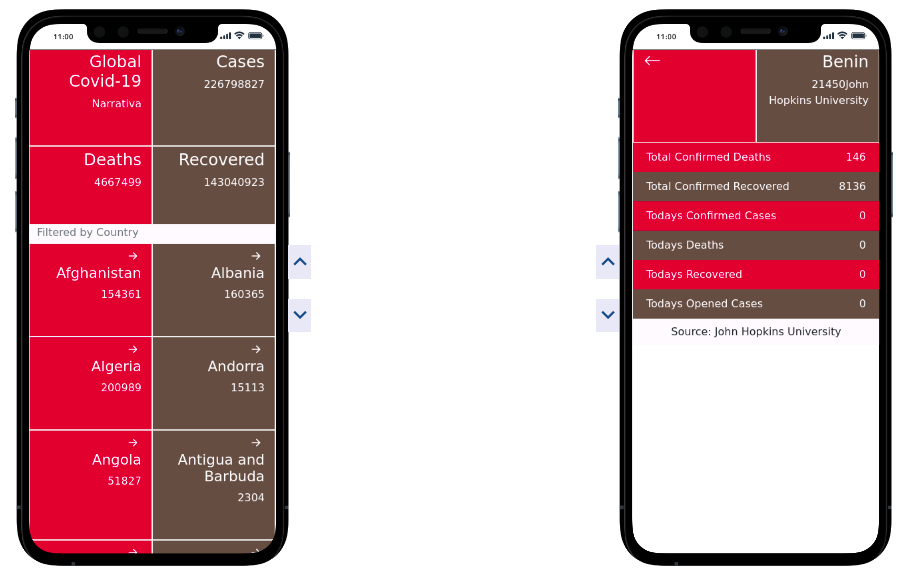 11:00
Global
Covid-19
Narrativa
Cases
226798827
Deaths
4667499
Recovered
143040923
Filtered by Country
Afghanistan
154361
Albania
160365
Algeria
200989
Andorra
15113
Angola
51827
Antigua and
Barbuda
2304
11:00
Benin
21450John
Hopkins University
Total Confirmed Deaths 146
Total Confirmed Recovered 8136
Todays Confirmed Cases 0
Todays Deaths 0
Todays Recovered 0
Todays Opened Cases 0
Source: John Hopkins University